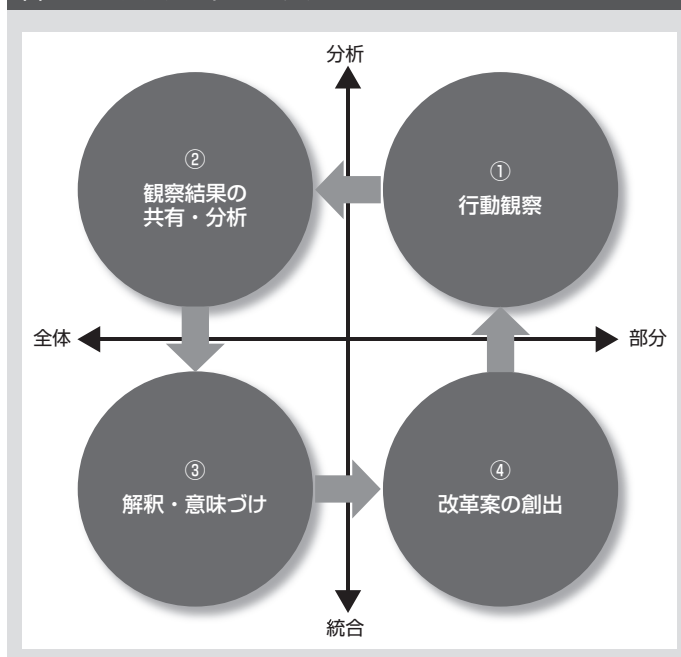 分析
②
観察結果の
共有・分析
①
行動観察
全体
部分
③
解釈・意味づけ
④
改革案の創出
統合